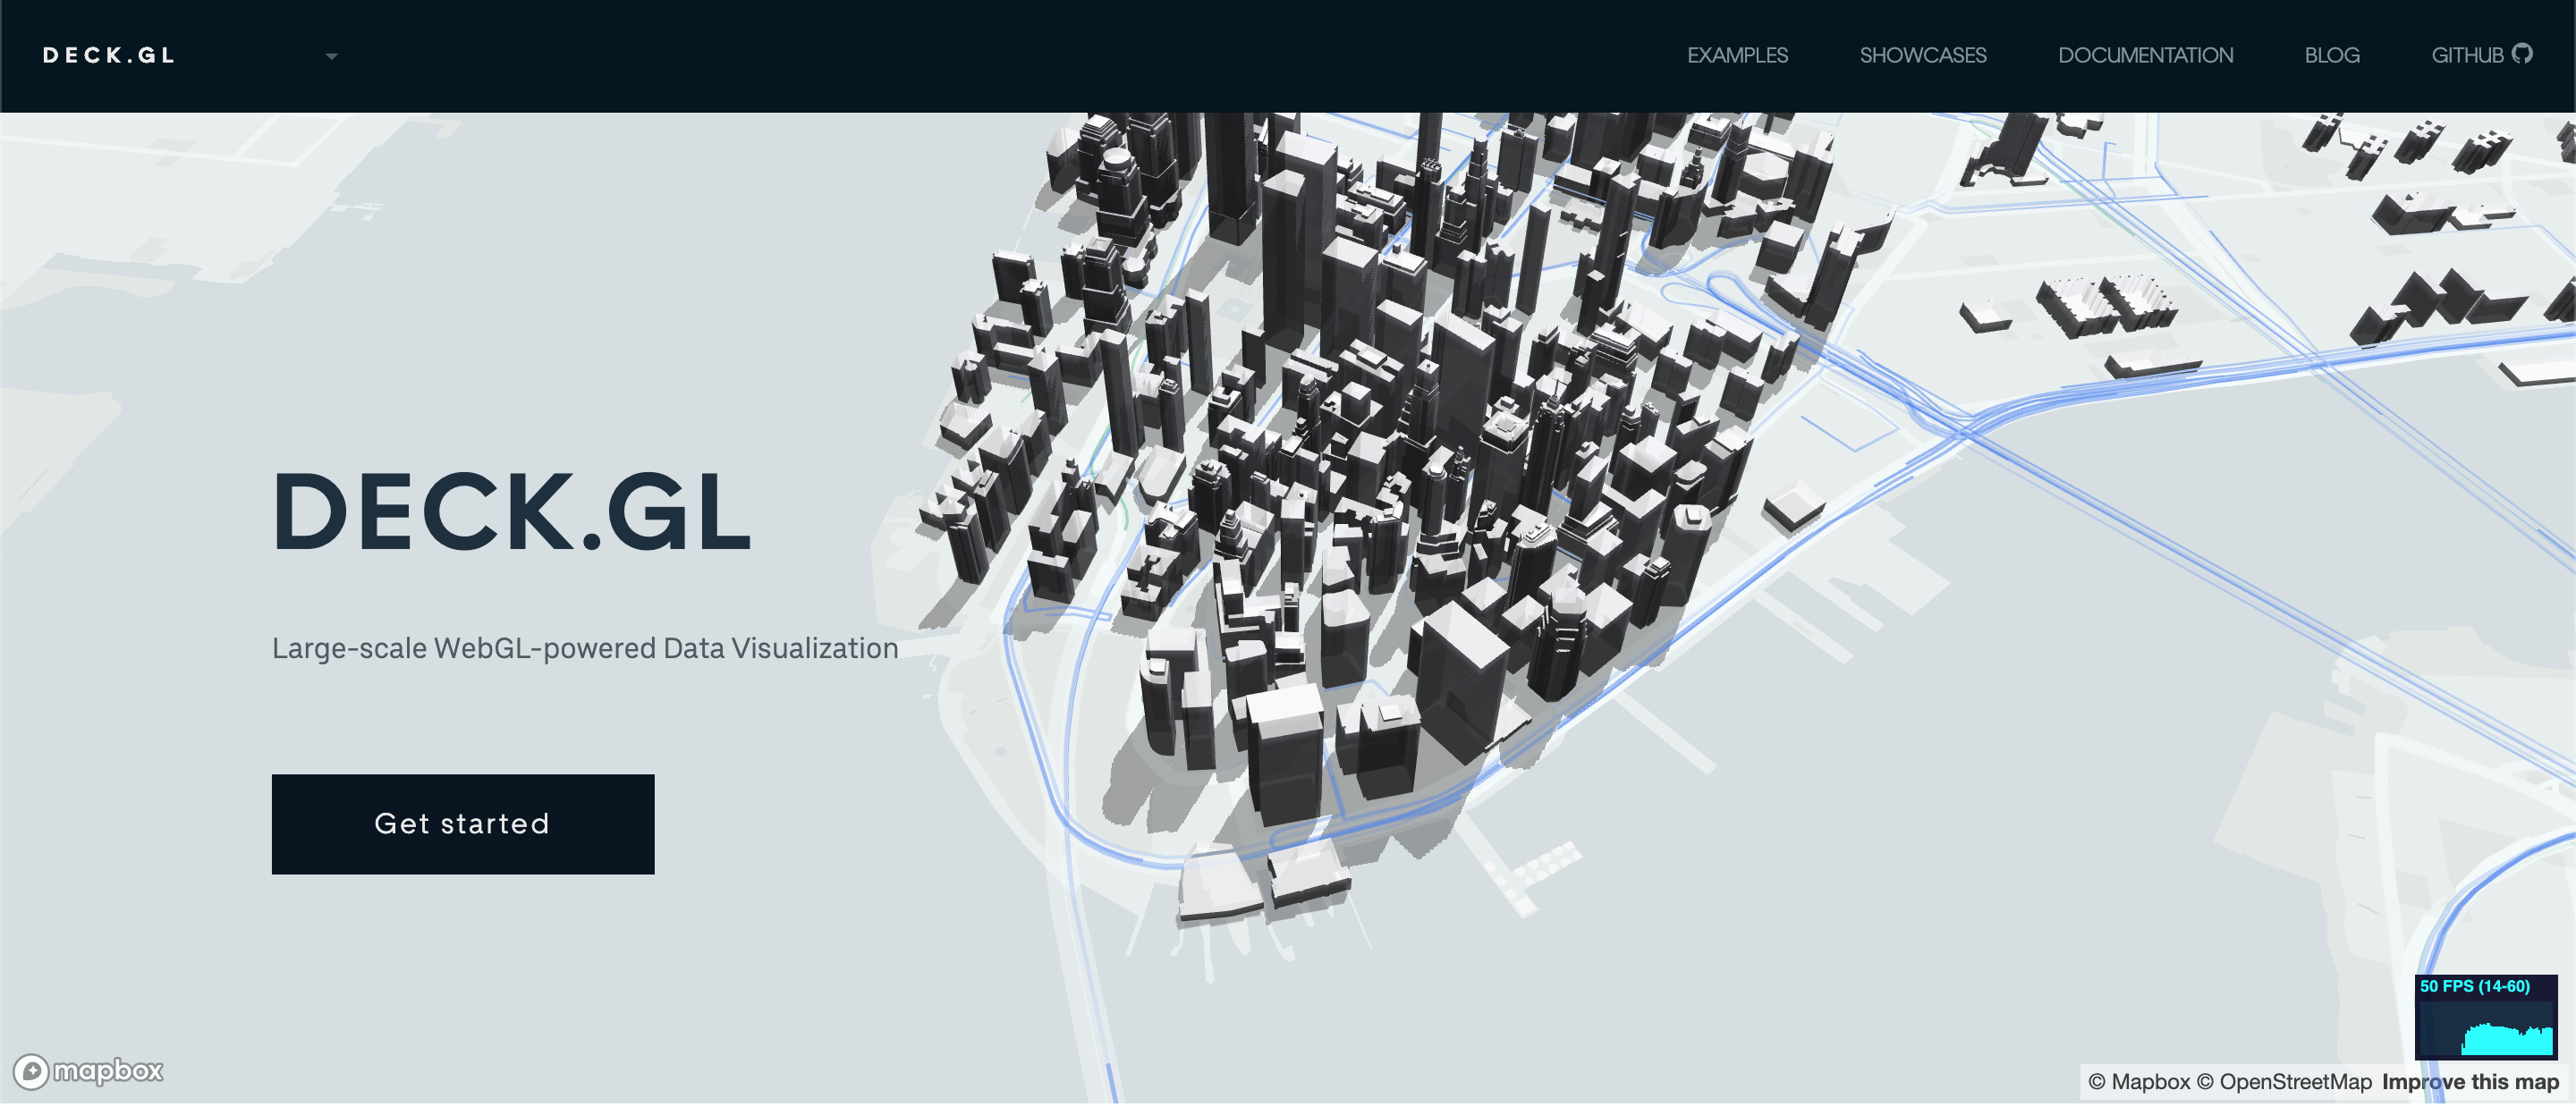 DECK.GL
EXAMPLES SHOWCASES DOCUMENTATION BLOG GITHUB
DECK.GL
Large-scale WebGL-powered Data Visualization
Get started
50 FPS (14-60)
mapbox
© Mapbox © OpenStreetMap Improve this map